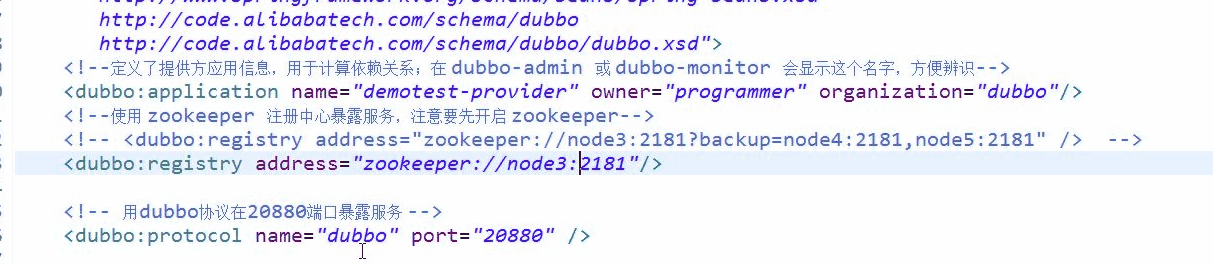 http://code.alibabatech.com/schema/dubbo
http://code.alibabatech.com/schema/dubbo/dubbo.xsd">
<!--定义了提供方应用信息，用于计算依赖关系；在 dubbo-admin 或 dubbo-monitor 会显示这个名字，方便辨识-->
<dubbo:application name="demotest-provider" owner="programmer" organization="dubbo"/>
<!--使用 zookeeper 注册中心暴露服务，注意要先开启 zookeeper-->
<!-- <dubbo:registry address="zookeeper://node3:2181?backup=node4:2181,node5:2181" /> -->
<dubbo:registry address="zookeeper://node3:2181"/>
<!-- 用dubbo协议在20880端口暴露服务 -->
<dubbo:protocol name="dubbo" port="20880" />